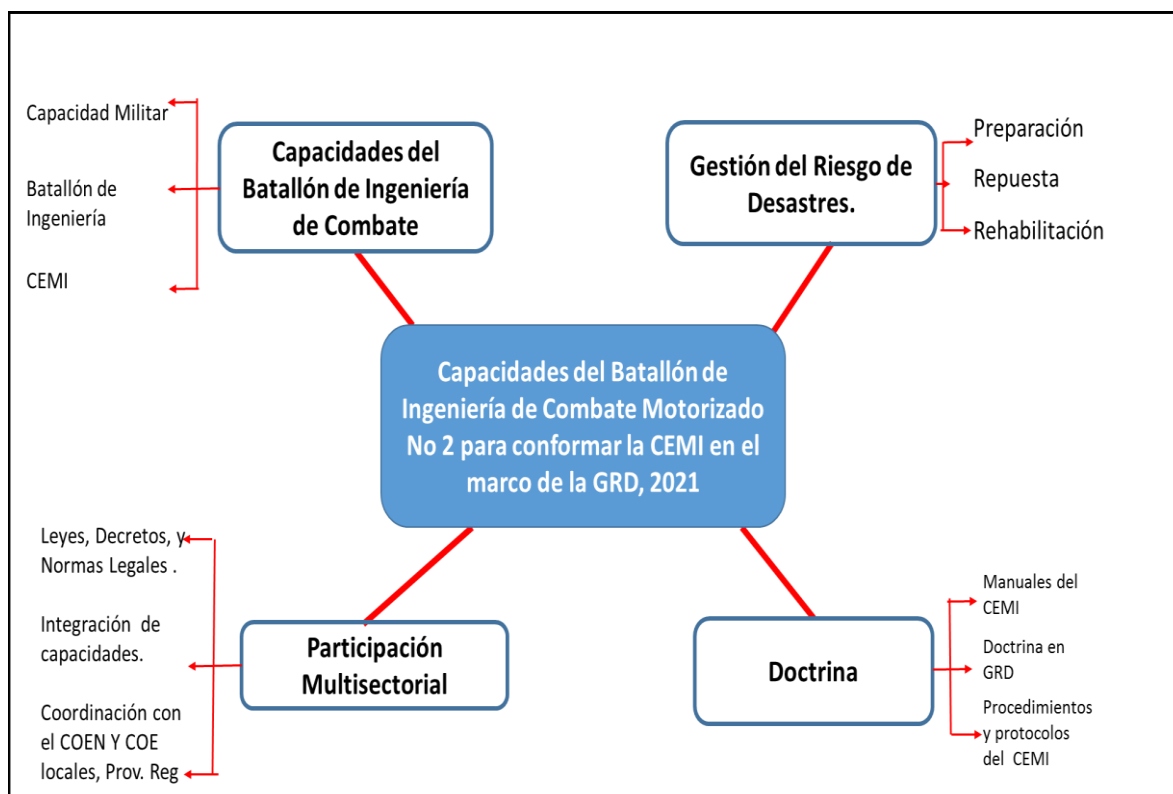 Capacidad Militar
Batallón de
Ingeniería
CEMI
Capacidades del
Batallón de Ingeniería
de Combate
Gestión del Riesgo de
Desastres.
Preparación
Repuesta
Rehabilitación
Capacidades del Batallón de
Ingeniería de Combate Motorizado
No 2 para conformar la CEMI en el
marco de la GRD, 2021
Leyes, Decretos, y
Normas Legales .
Integración de
capacidades.
Coordinación con
el COEN Y COE
locales, Prov. Reg
Participación
Multisectorial
Doctrina
Manuales del
CEMI
Doctrina en
GRD
Procedimientos
y protocolos
del CEMI